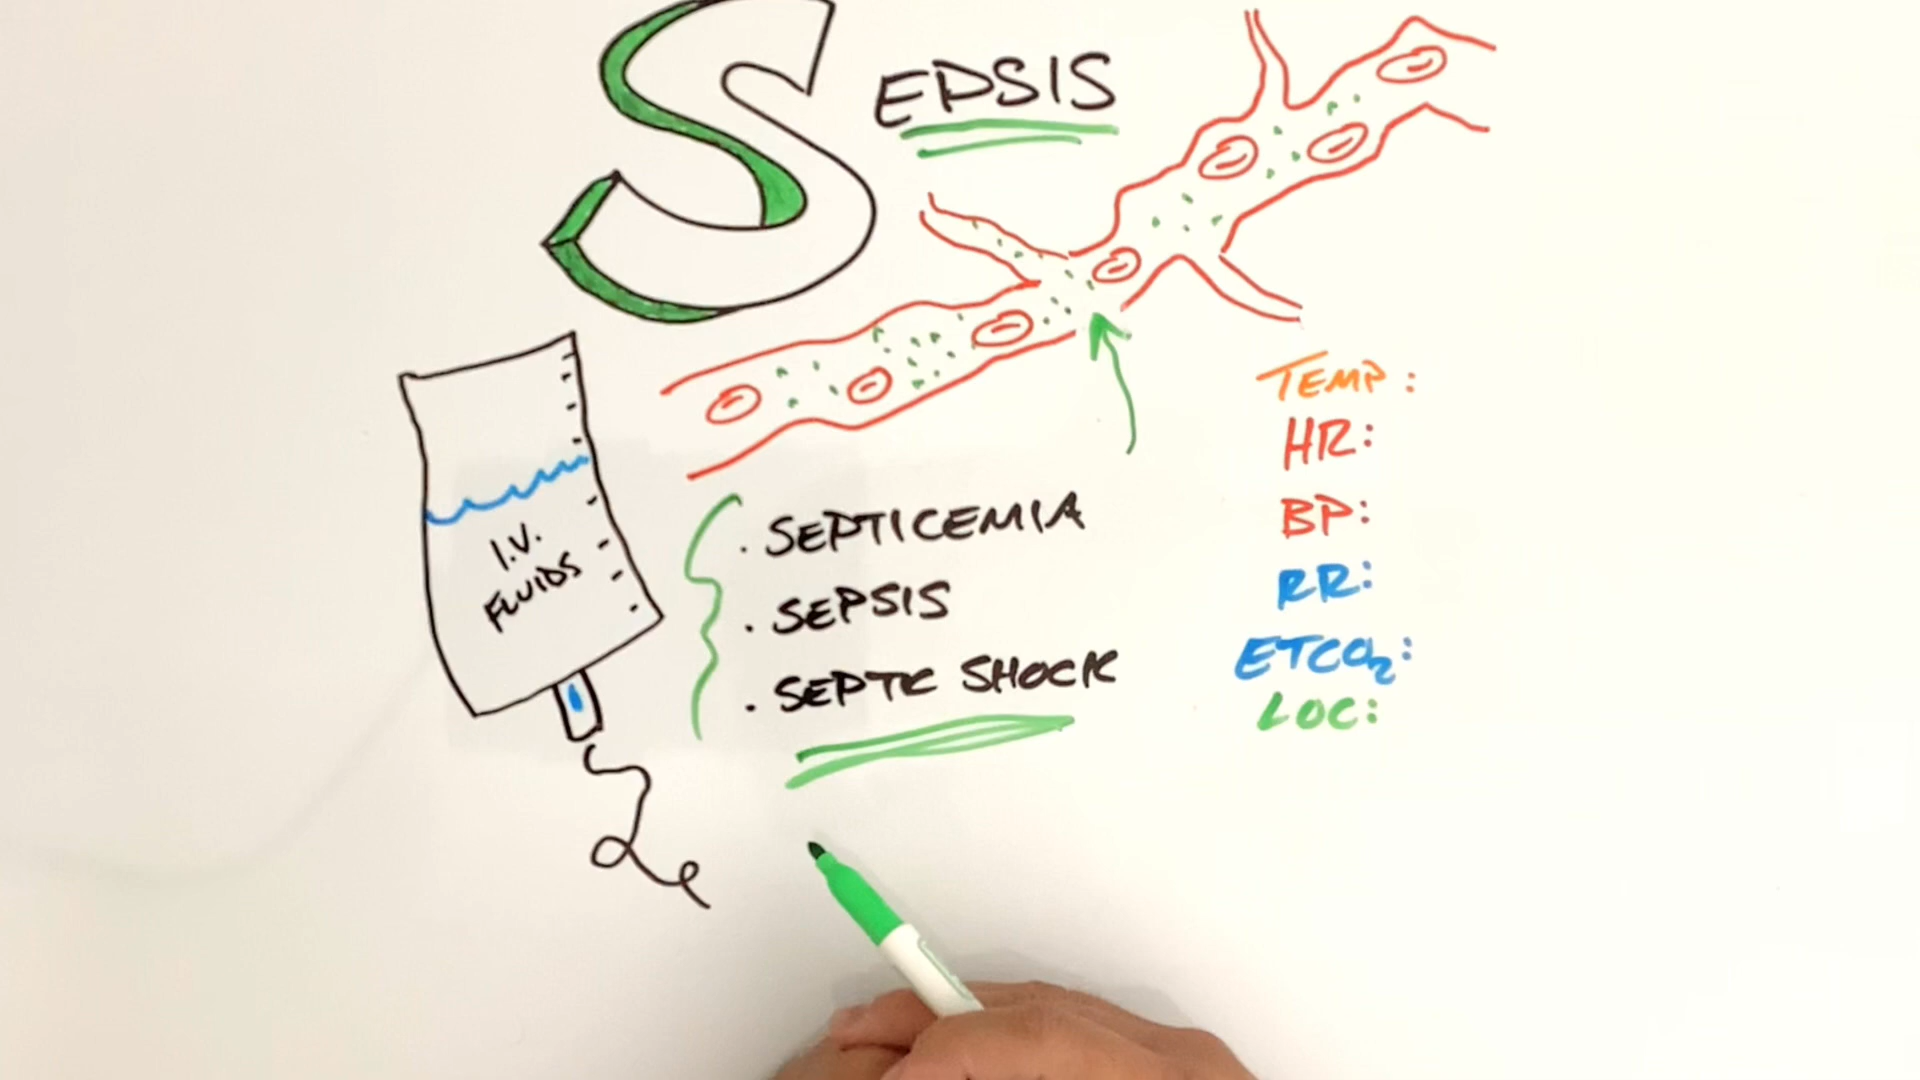 SEPSIS
I.V.
FLUIDS
. SEPTICEMIA
. SEPSIS
. SEPTIC SHOCK
TEMP:
HR:
BP:
RR:
ETCO₂:
LOC: